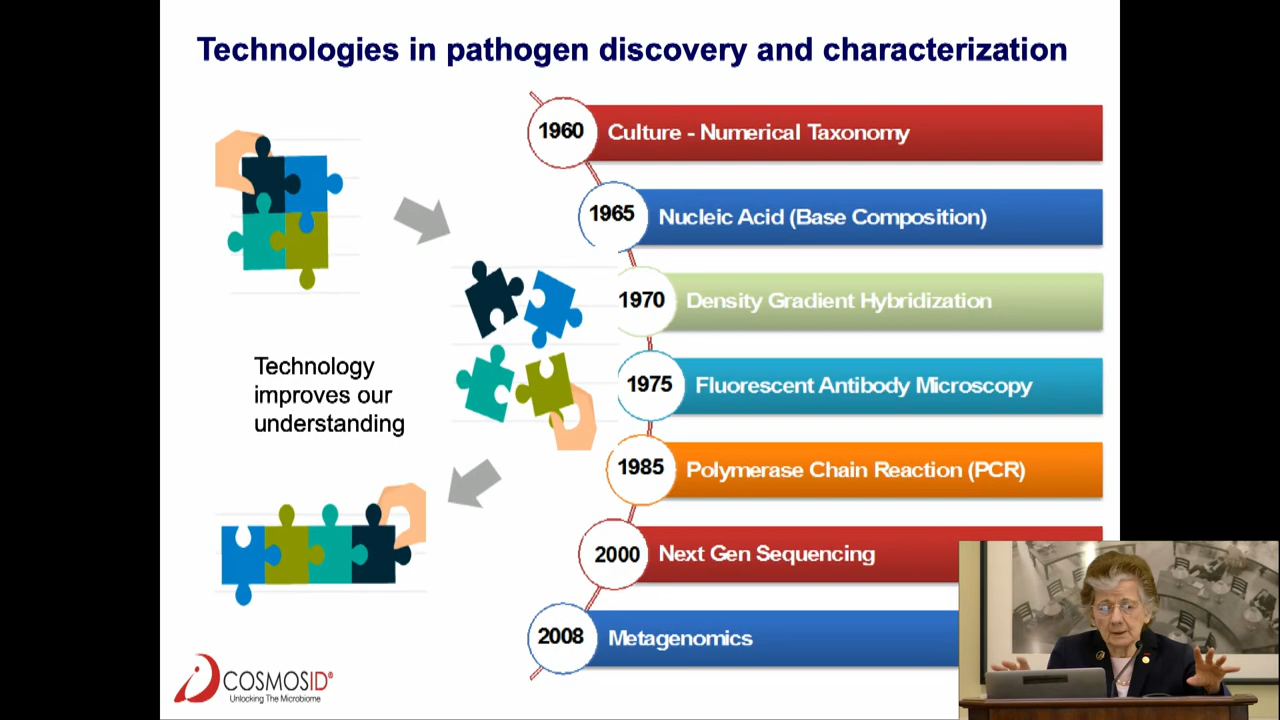 Technologies in pathogen discovery and characterization
1960
Culture - Numerical Taxonomy
1965
Nucleic Acid (Base Composition)
1970
Density Gradient Hybridization
1975
Fluorescent Antibody Microscopy
1985
Polymerase Chain Reaction (PCR)
2000
Next Gen Sequencing
2008
Metagenomics
Technology
improves our
understanding
COSMOSID®
Unlocking The Microbiome